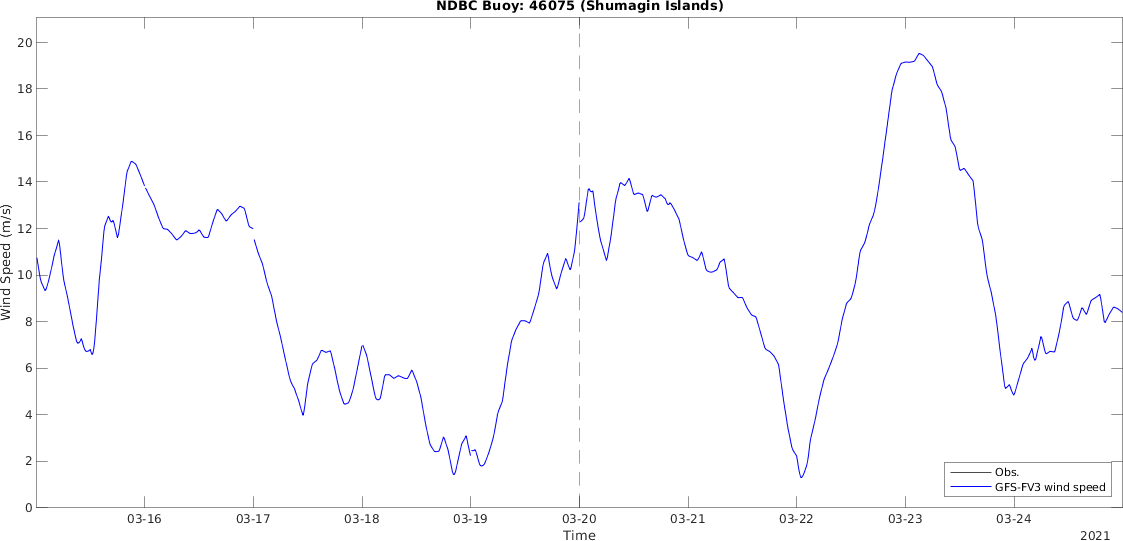 NDBC Buoy: 46075 (Shumagin Islands)
20
18
16
14
12
10
8
6
4
2
0
Wind Speed (m/s)
Obs.
GFS-FV3 wind speed
03-16 03-17 03-18 03-19 03-20 03-21 03-22 03-23 03-24
Time
2021